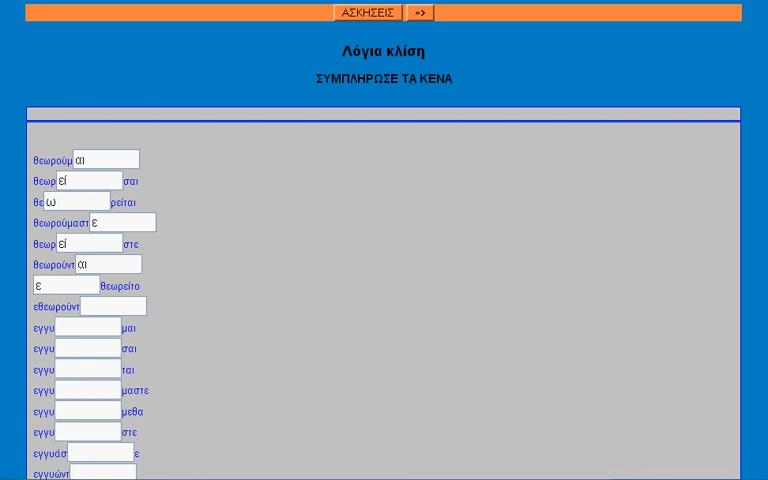 ΑΣΚΗΣΕΙΣ =>
Λόγια κλίση
ΣΥΜΠΛΗΡΩΣΕ ΤΑ ΚΕΝΑ
θεωρούμαι
θεωρείσαι
θεωρείται
θεωρούμαστε
θεωρείστε
θεωρούνται
εθεωρείτο
εθεωρούντ
εγγυ μαι
εγγυ σαι
εγγυ ται
εγγυ μαστε
εγγυ μεθα
εγγυ στε
εγγυάσ ε
εγγυώντ